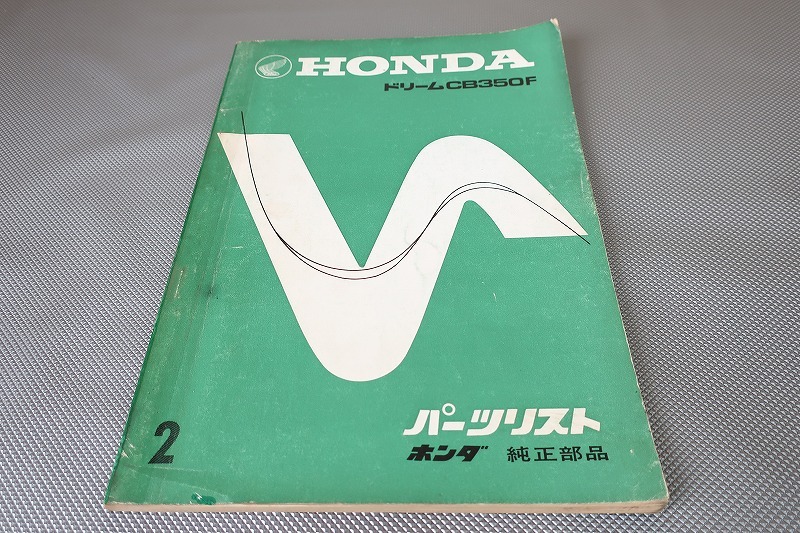 HONDA
ドリームCB350F
パーツリスト
ホンダ 純正部品
2